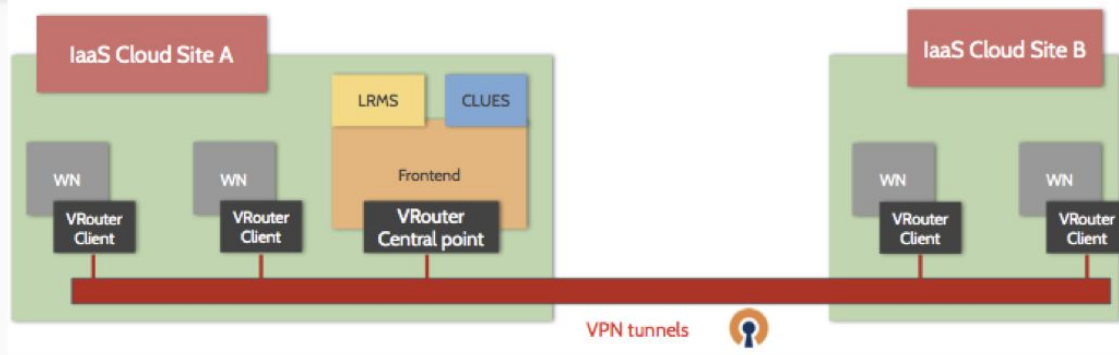 IaaS Cloud Site A
IaaS Cloud Site B
LRMS
CLUES
WN
WN
Frontend
WN
WN
VRouter
Client
VRouter
Client
VRouter
Central point
VRouter
Client
VRouter
Client
VPN tunnels